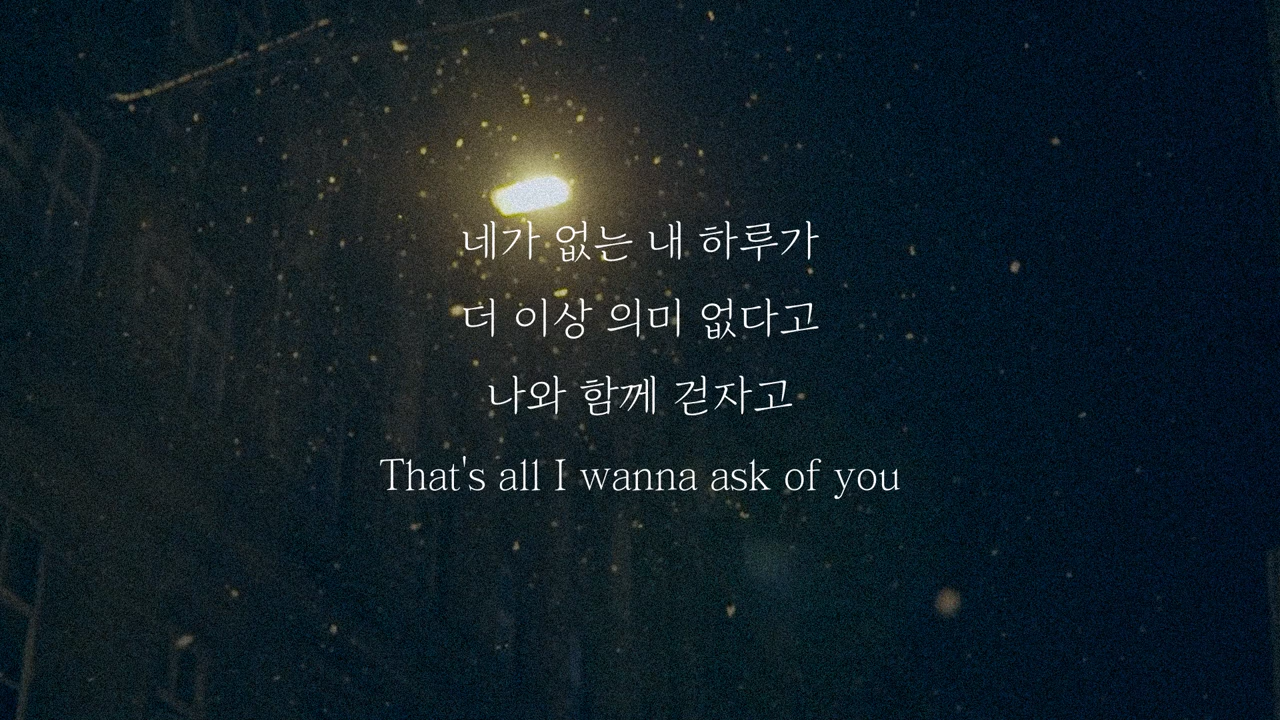 네가 없는 내 하루가
더 이상 의미 없다고
나와 함께 걷자고
That's all I wanna ask of you